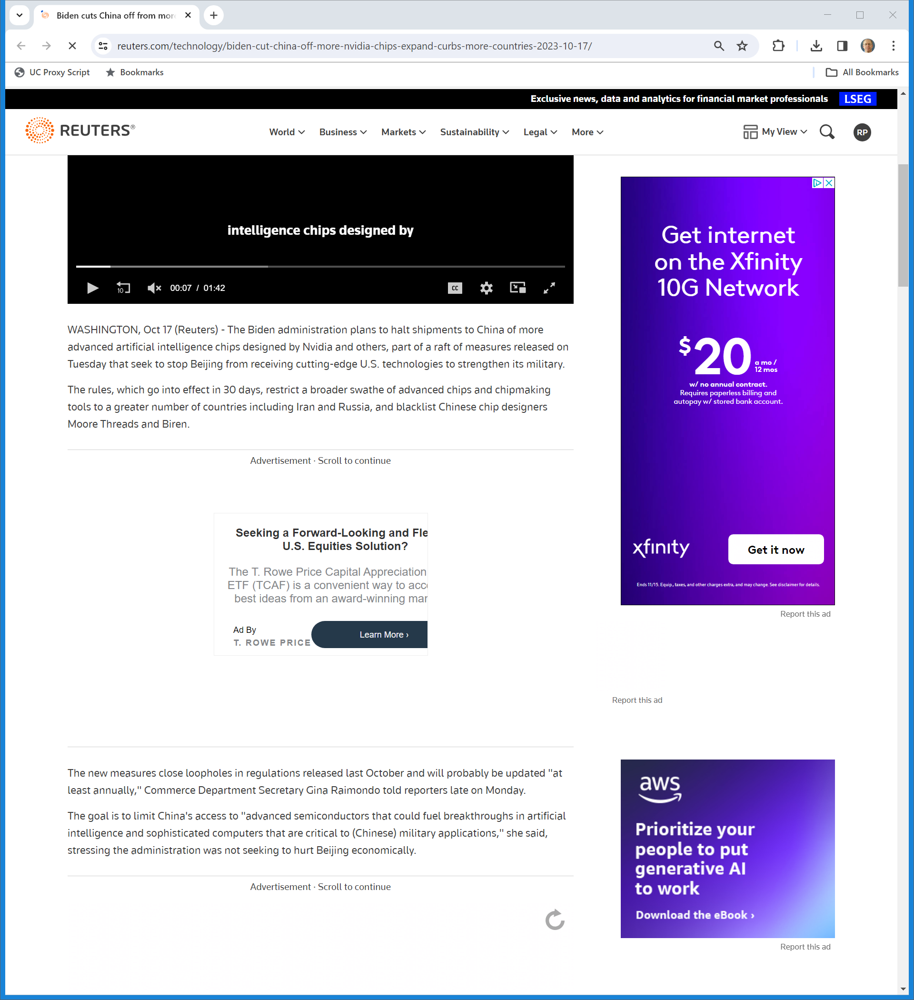 Biden cuts China off from mor
reuters.com/technology/biden-cut-china-off-more-nvidia-chips-expand-curbs-more-countries-2023-10-17/
UC Proxy Script
Bookmarks
All Bookmarks
Exclusive news, data and analytics for financial market professionals
LSEG
REUTERS®
World
Business
Markets
Sustainability
Legal
More
My View
RP
intelligence chips designed by
10
00:07 / 01:42
CC
WASHINGTON, Oct 17 (Reuters) - The Biden administration plans to halt shipments to China of more
advanced artificial intelligence chips designed by Nvidia and others, part of a raft of measures released on
Tuesday that seek to stop Beijing from receiving cutting-edge U.S. technologies to strengthen its military.
The rules, which go into effect in 30 days, restrict a broader swathe of advanced chips and chipmaking
tools to a greater number of countries including Iran and Russia, and blacklist Chinese chip designers
Moore Threads and Biren.
Advertisement · Scroll to continue
Seeking a Forward-Looking and Fle
U.S. Equities Solution?
The T. Rowe Price Capital Appreciation
ETF (TCAF) is a convenient way to acce
best ideas from an award-winning mar
Ad By
T. ROWE PRICE
Learn More ›
The new measures close loopholes in regulations released last October and will probably be updated "at
least annually," Commerce Department Secretary Gina Raimondo told reporters late on Monday.
The goal is to limit China's access to "advanced semiconductors that could fuel breakthroughs in artificial
intelligence and sophisticated computers that are critical to (Chinese) military applications," she said,
stressing the administration was not seeking to hurt Beijing economically.
Advertisement · Scroll to continue
Get internet
on the Xfinity
10G Network
$20 a mo /
12 mos
w/ no annual contract.
Requires paperless billing and
autopay w/ stored bank account.
xfinity
Get it now
Ends 11/15. Equip., taxes, and other charges extra, and may change. See disclaimer for details.
Report this ad
Report this ad
aws
Prioritize your
people to put
generative AI
to work
Download the eBook ›
Report this ad